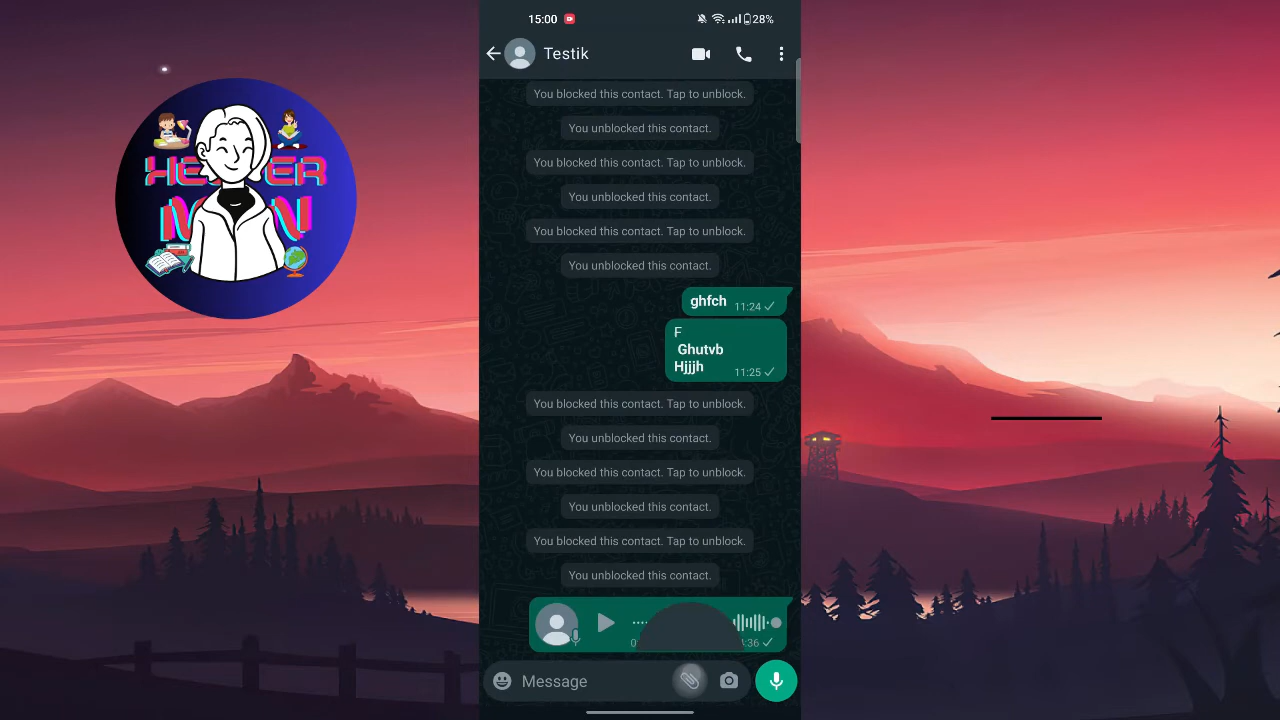 15:00
28%
Testik
You blocked this contact. Tap to unblock.
You unblocked this contact.
You blocked this contact. Tap to unblock.
You unblocked this contact.
You blocked this contact. Tap to unblock.
You unblocked this contact.
ghfch 11:24
F
Ghutvb
Hjjjh 11:25
You blocked this contact. Tap to unblock.
You unblocked this contact.
You blocked this contact. Tap to unblock.
You unblocked this contact.
You blocked this contact. Tap to unblock.
You unblocked this contact.
Message